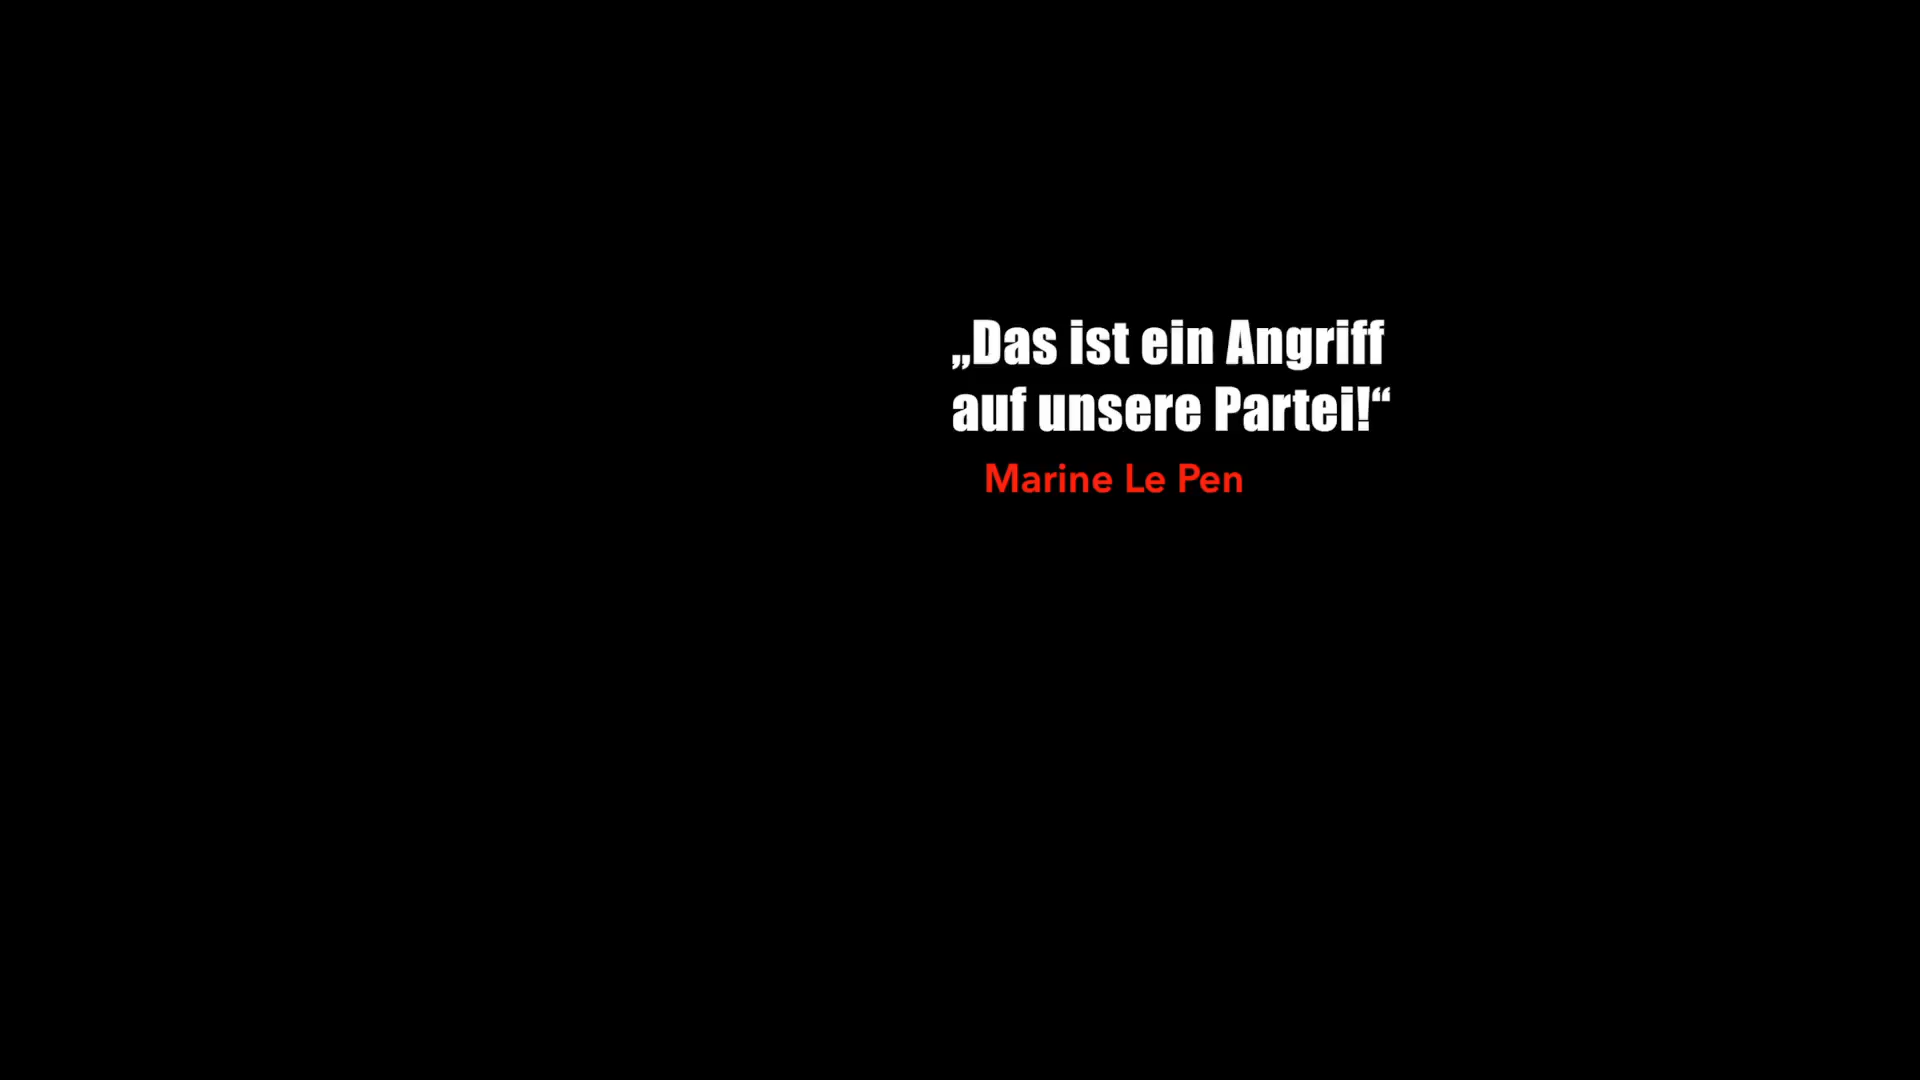 „Das ist ein Angriff
auf unsere Partei!“
Marine Le Pen